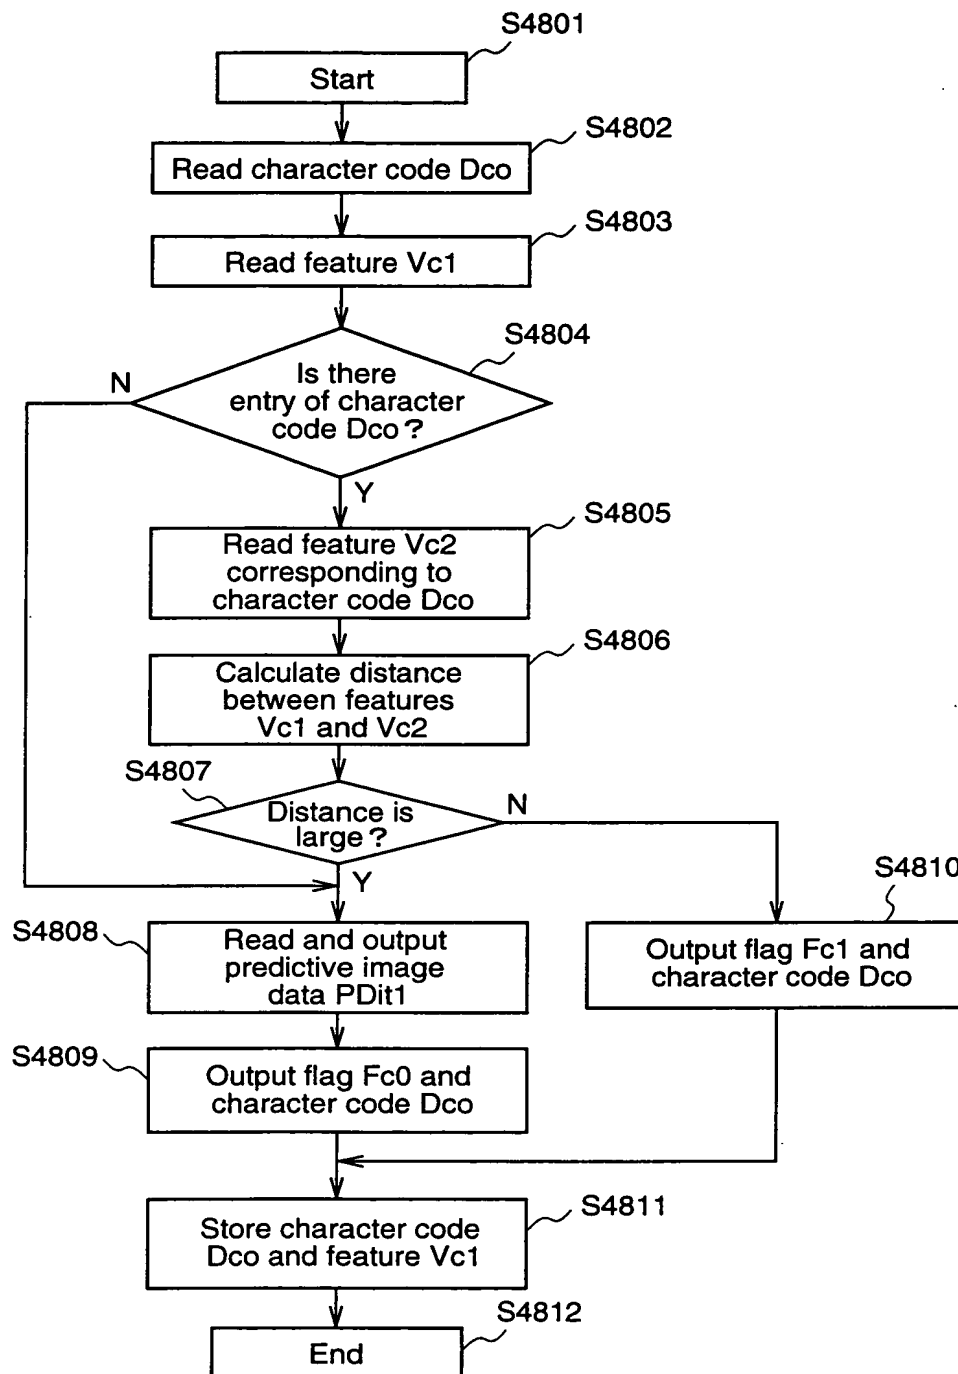 S4801
Start
S4802
Read character code Dco
S4803
Read feature Vc1
S4804
N
Is there
entry of character
code Dco?
Y
S4805
Read feature Vc2
corresponding to
character code Dco
S4806
Calculate distance
between features
Vc1 and Vc2
S4807
Distance is
large?
N
Y
S4810
S4808
Read and output
predictive image
data PDit1
Output flag Fc1 and
character code Dco
S4809
Output flag Fc0 and
character code Dco
S4811
Store character code
Dco and feature Vc1
S4812
End